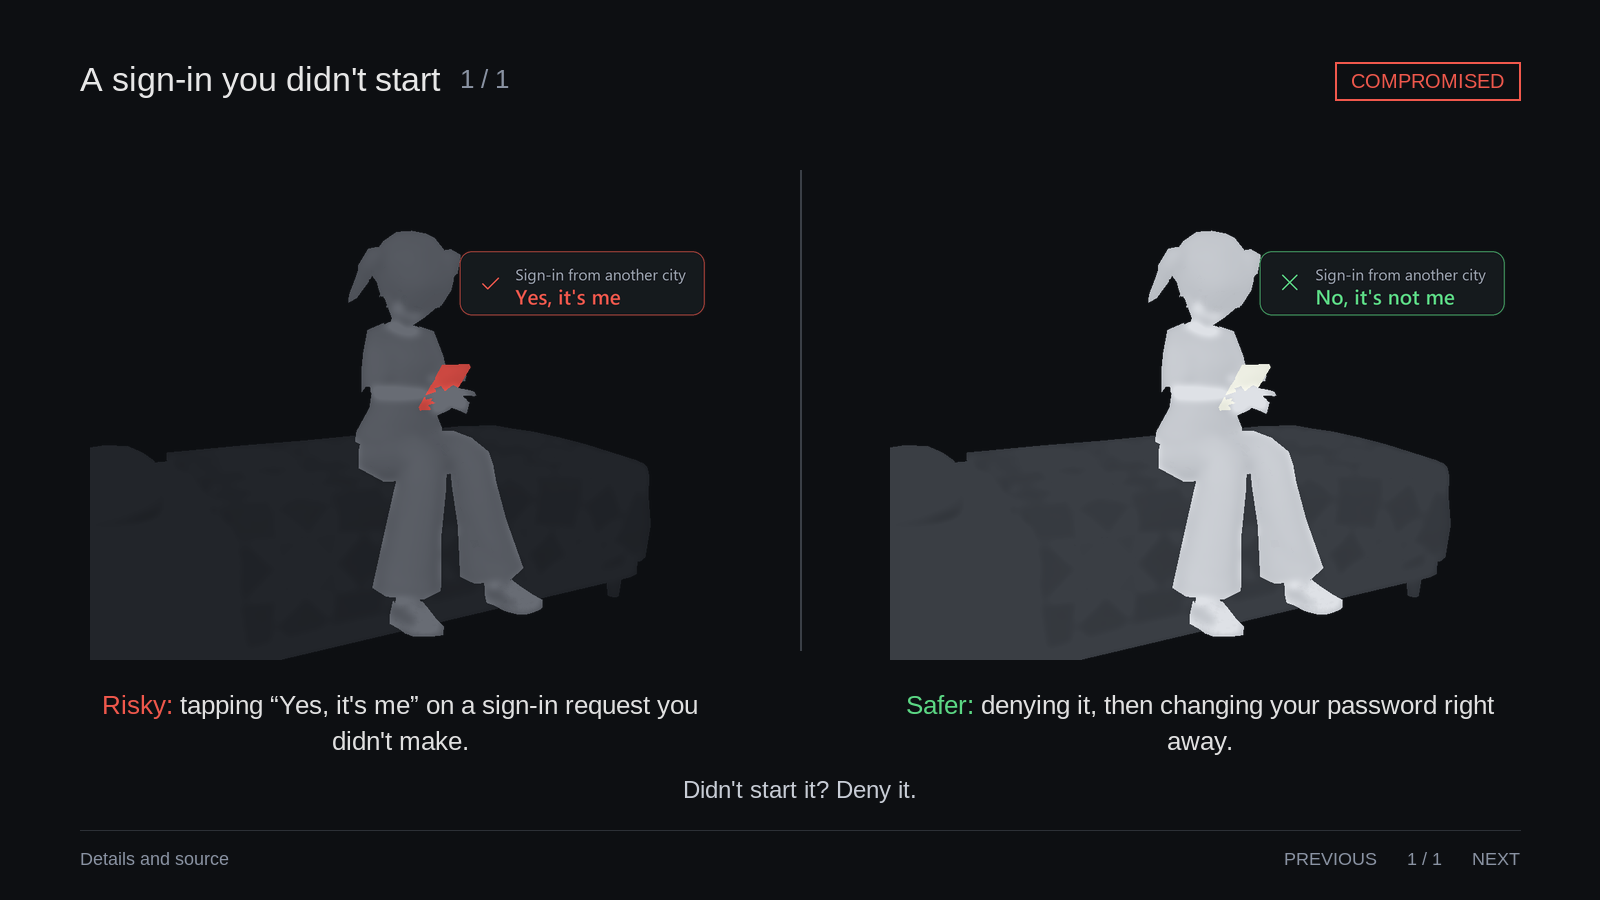 A sign-in you didn't start 1 / 1
COMPROMISED
Sign-in from another city
Yes, it's me
Sign-in from another city
No, it's not me
Risky: tapping “Yes, it's me” on a sign-in request you
didn't make.
Safer: denying it, then changing your password right
away.
Didn't start it? Deny it.
Details and source
PREVIOUS 1 / 1 NEXT